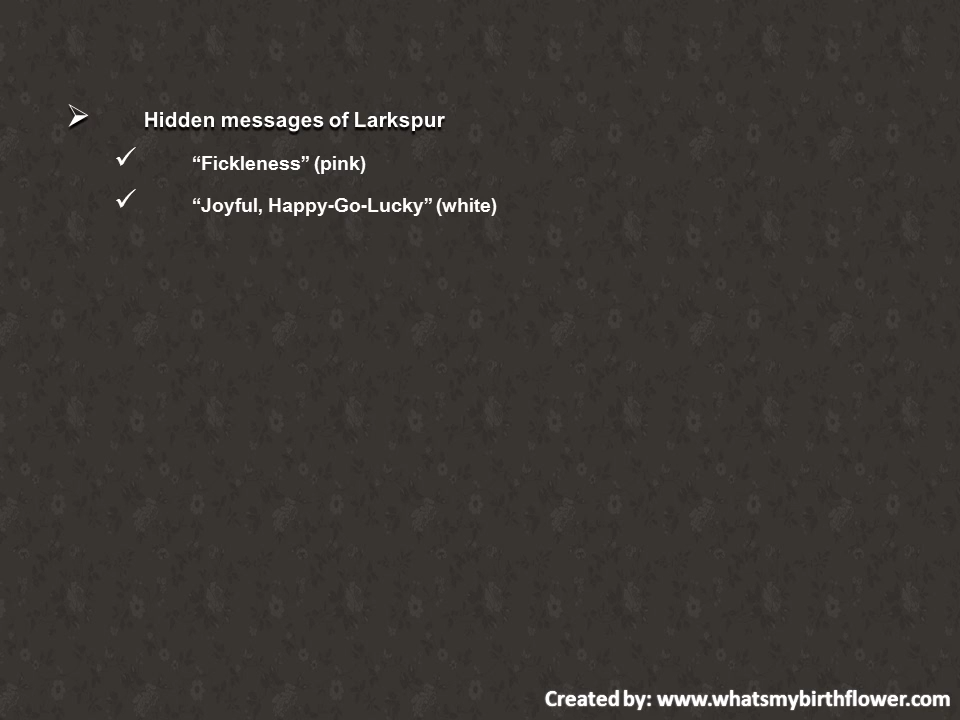 Hidden messages of Larkspur
“Fickleness” (pink)
“Joyful, Happy-Go-Lucky” (white)
Created by: www.whatsmybirthflower.com